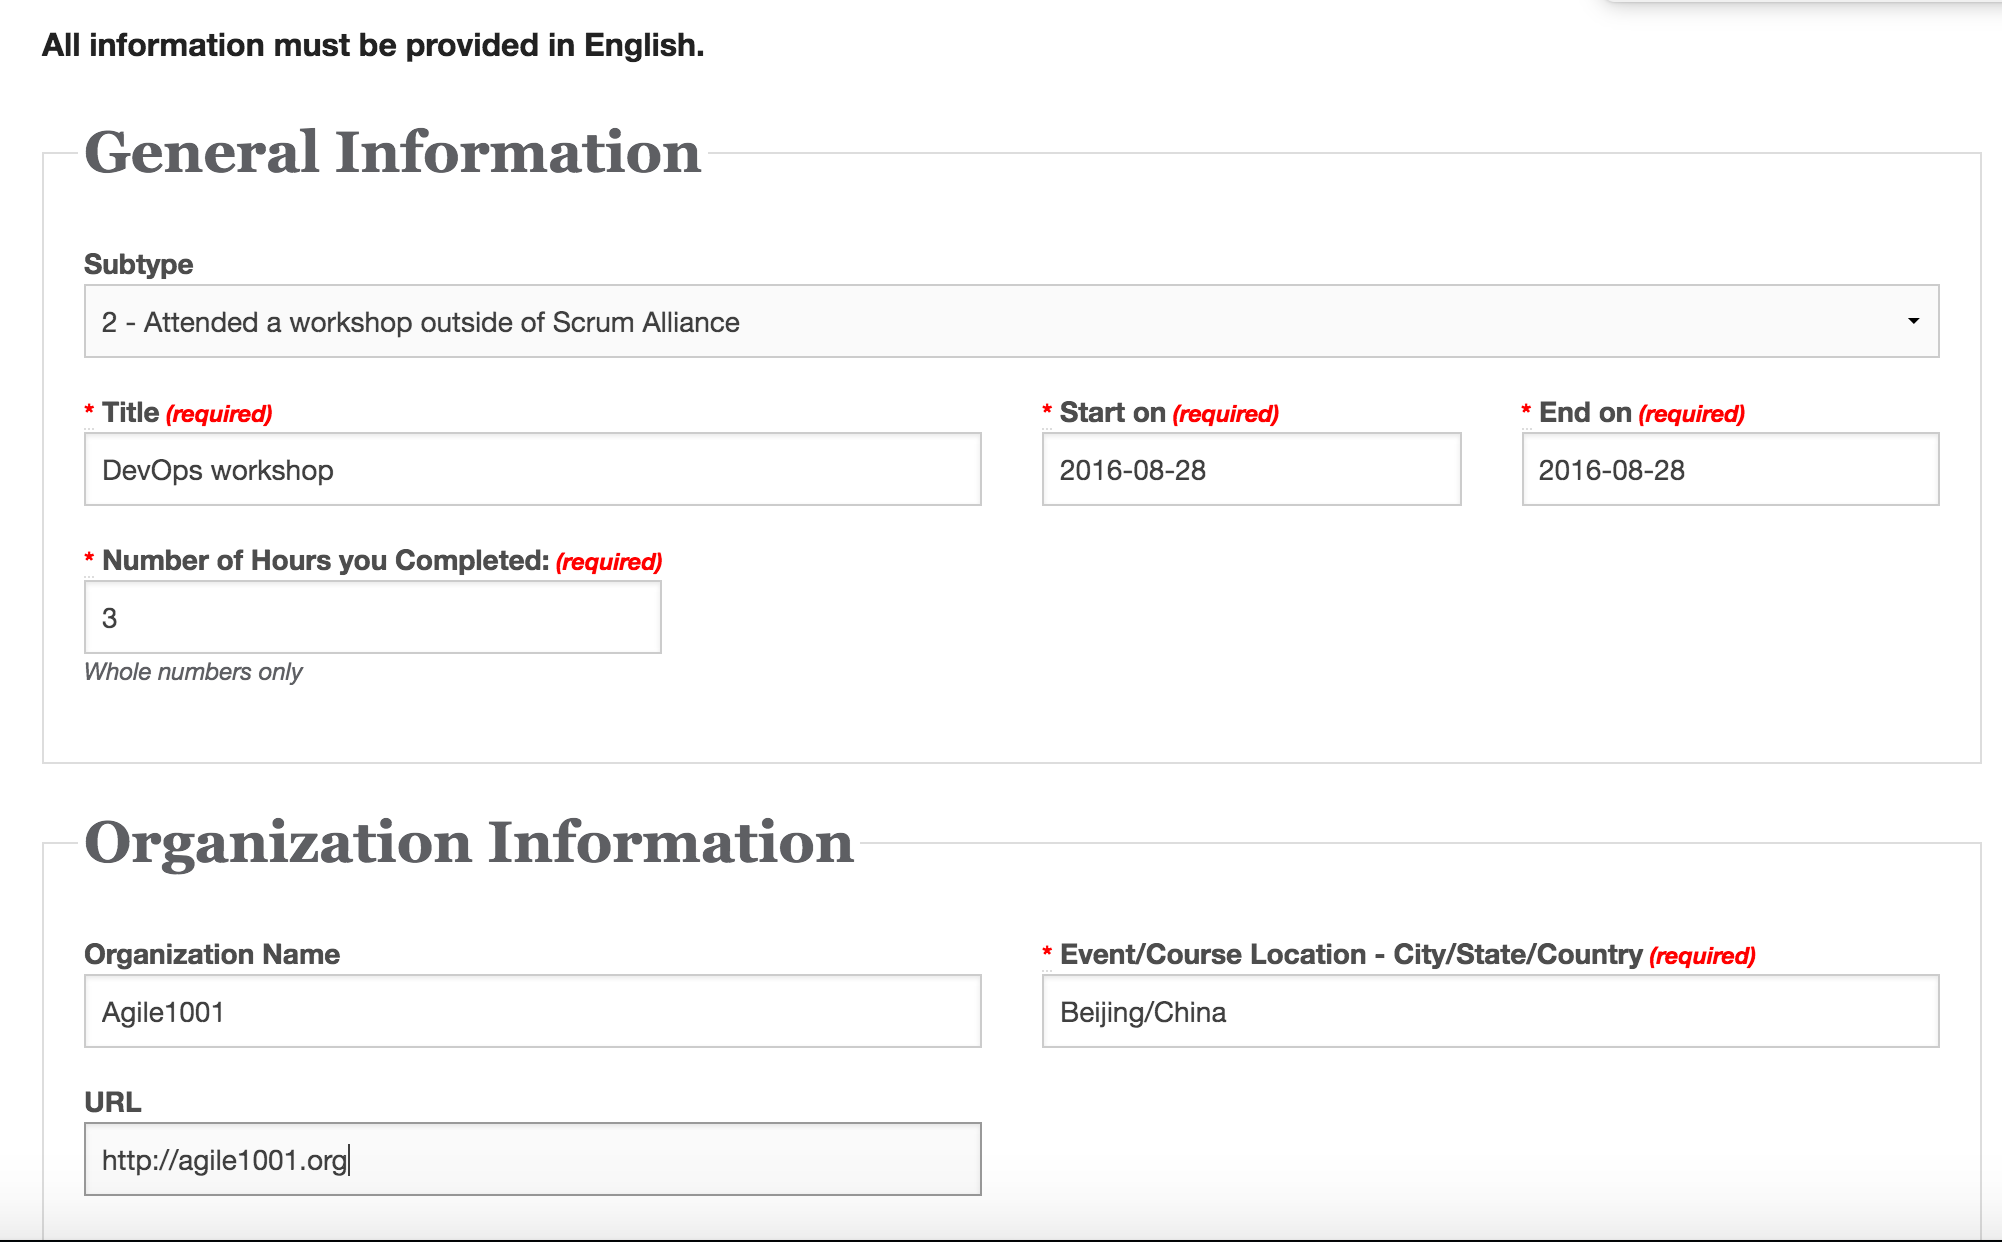 All information must be provided in English.
General Information
Subtype
2 - Attended a workshop outside of Scrum Alliance
* Title (required)
* Start on (required)
* End on (required)
DevOps workshop
2016-08-28
2016-08-28
* Number of Hours you Completed: (required)
3
Whole numbers only
Organization Information
Organization Name
* Event/Course Location - City/State/Country (required)
Agile1001
Beijing/China
URL
http://agile1001.org